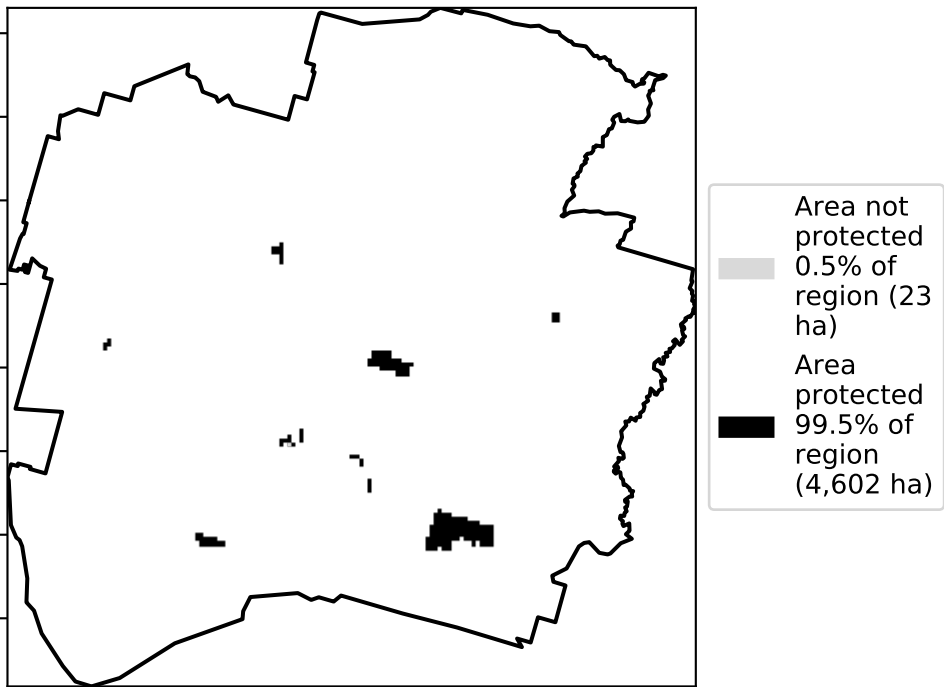 Area not
protected
0.5% of
region (23
ha)
Area
protected
99.5% of
region
(4,602 ha)